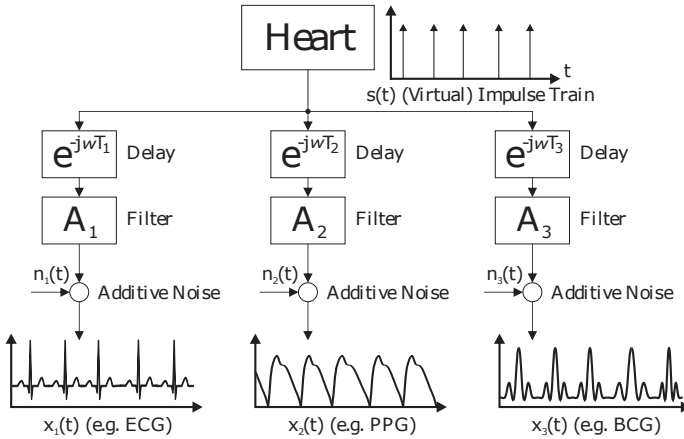 Heart
t
s(t) (Virtual) Impulse Train
e^-jwT₁ Delay
e^-jwT₂ Delay
e^-jwT₃ Delay
A₁ Filter
A₂ Filter
A₃ Filter
n₁(t) Additive Noise
n₂(t) Additive Noise
n₃(t) Additive Noise
x₁(t) (e.g. ECG)
x₂(t) (e.g. PPG)
x₃(t) (e.g. BCG)